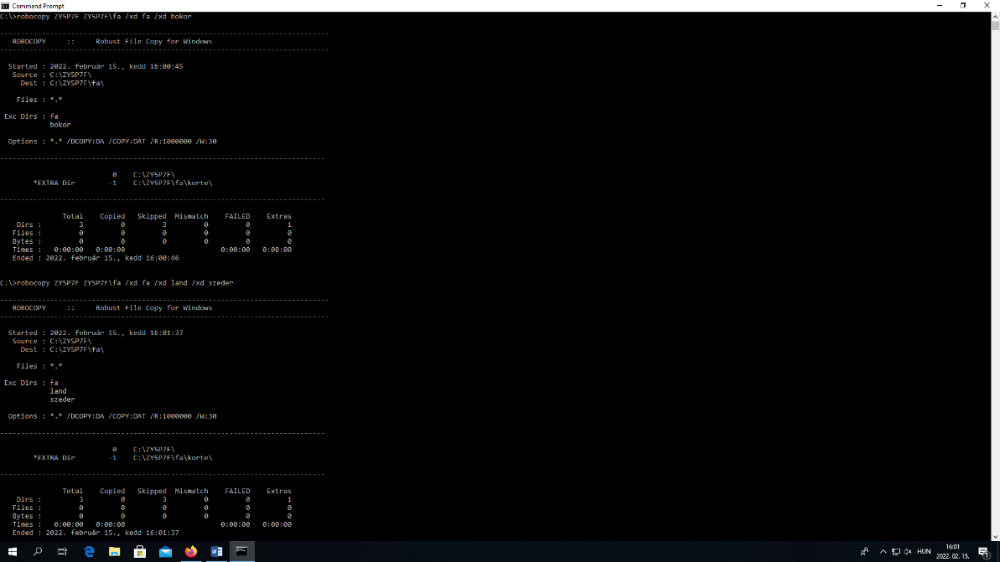 Command Prompt
C:\>robocopy ZY5P7F ZY5P7F\fa /xd fa /xd bokor
-------------------------------------------------------------------------------
ROBOCOPY     ::     Robust File Copy for Windows
-------------------------------------------------------------------------------
Started : 2022. február 15., kedd 16:00:45
Source : C:\ZY5P7F\
Dest : C:\ZY5P7F\fa\
Files : *.*
Exc Dirs : fa
bokor
Options : *.* /DCOPY:DA /COPY:DAT /R:1000000 /W:30
------------------------------------------------------------------------------
0    C:\ZY5P7F\
*EXTRA Dir        -1    C:\ZY5P7F\fa\korte\
------------------------------------------------------------------------------
Total    Copied   Skipped  Mismatch    FAILED    Extras
Dirs :         3         0         3         0         0         1
Files :         0         0         0         0         0         0
Bytes :         0         0         0         0         0         0
Times :   0:00:00   0:00:00                       0:00:00   0:00:00
Ended : 2022. február 15., kedd 16:00:46
C:\>robocopy ZY5P7F ZY5P7F\fa /xd fa /xd land /xd szeder
-------------------------------------------------------------------------------
ROBOCOPY     ::     Robust File Copy for Windows
-------------------------------------------------------------------------------
Started : 2022. február 15., kedd 16:01:37
Source : C:\ZY5P7F\
Dest : C:\ZY5P7F\fa\
Files : *.*
Exc Dirs : fa
land
szeder
Options : *.* /DCOPY:DA /COPY:DAT /R:1000000 /W:30
------------------------------------------------------------------------------
0    C:\ZY5P7F\
*EXTRA Dir        -1    C:\ZY5P7F\fa\korte\
------------------------------------------------------------------------------
Total    Copied   Skipped  Mismatch    FAILED    Extras
Dirs :         3         0         3         0         0         1
Files :         0         0         0         0         0         0
Bytes :         0         0         0         0         0         0
Times :   0:00:00   0:00:00                       0:00:00   0:00:00
Ended : 2022. február 15., kedd 16:01:37
HUN
16:01
2022. 02. 15.
1